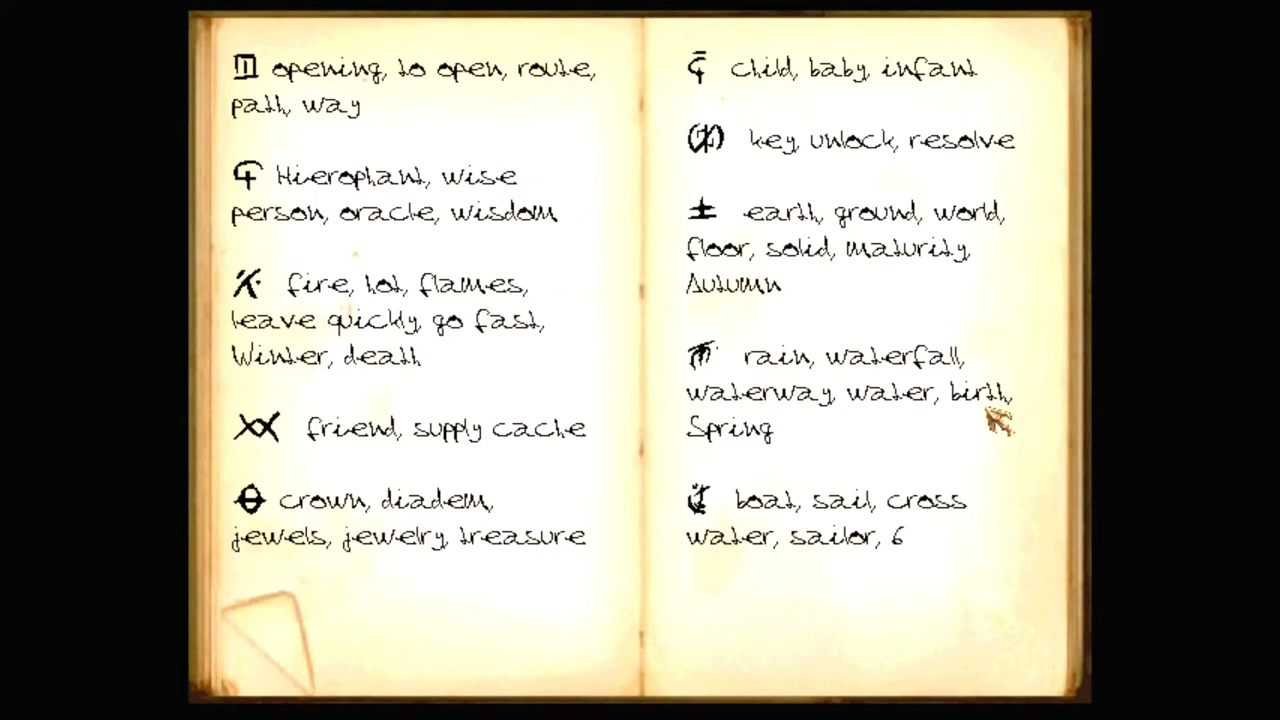 opening, to open, route,
path, way
Hierophant, wise
person, oracle, wisdom
fire, hot, flames,
leave quickly, go fast,
Winter, death
friend, supply cache
crown, diadem,
jewels, jewelry, treasure
child, baby, infant
key, unlock, resolve
earth, ground, world,
floor, solid, maturity,
Autumn
rain, waterfall,
waterway, water, birth,
Spring
boat, sail, cross
water, sailor, 6